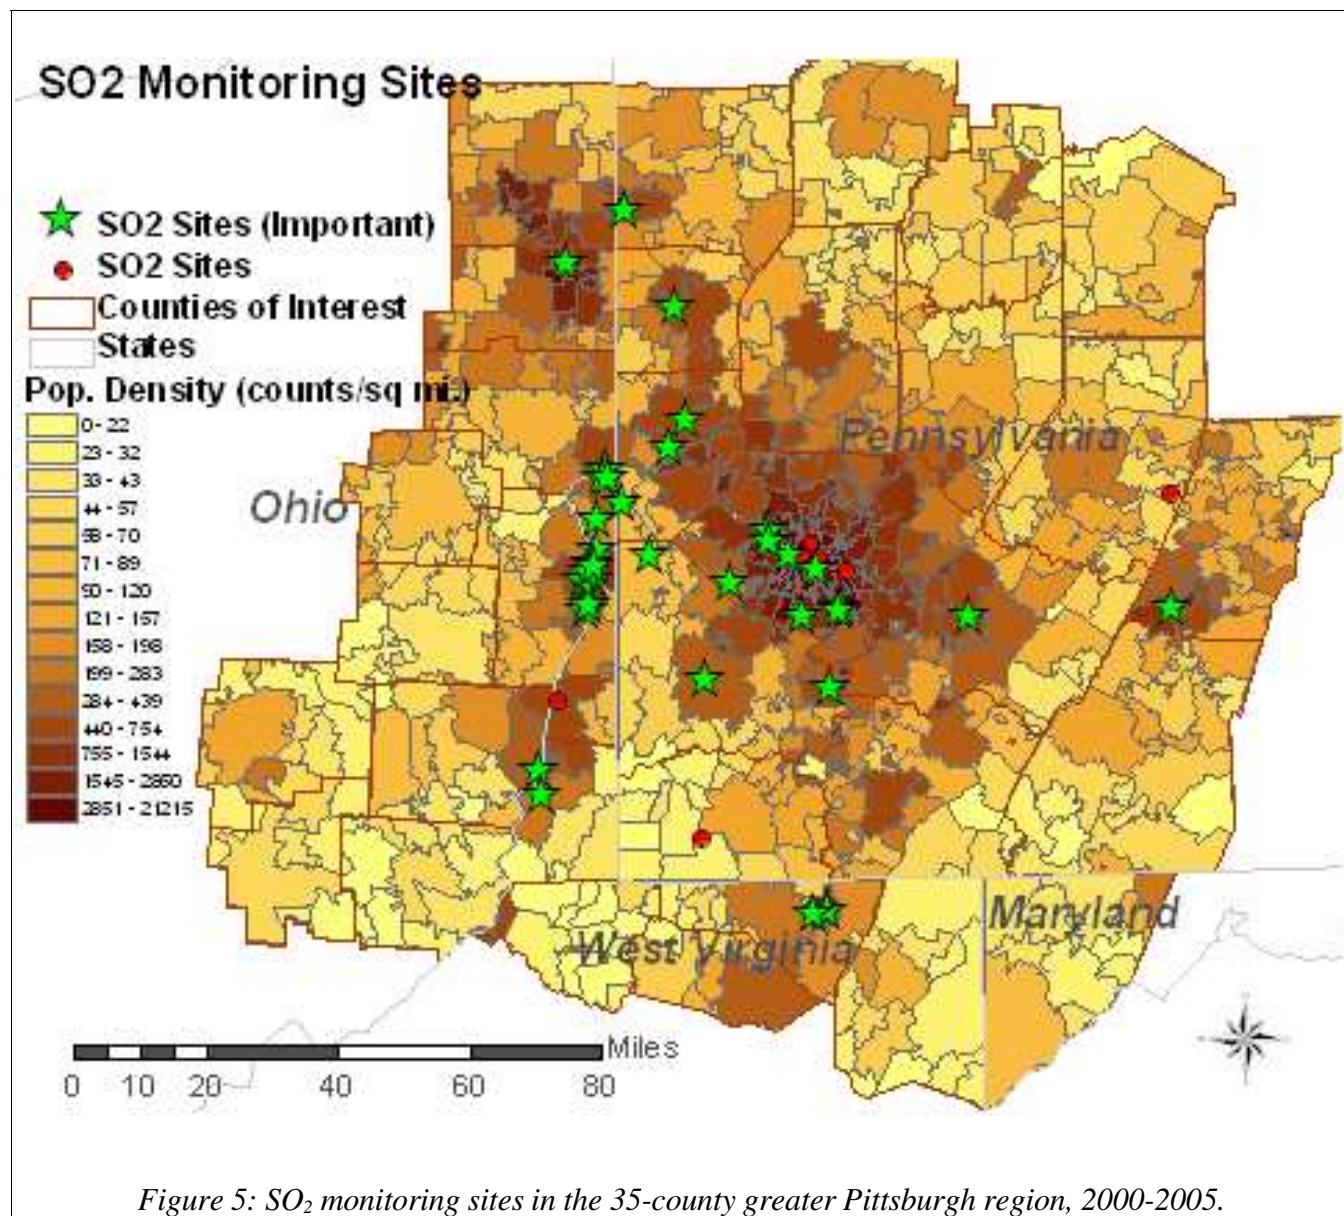 SO2 Monitoring Sites
SO2 Sites (Important)
SO2 Sites
Counties of Interest
States
Pop. Density (counts/sq mi.)
0 - 22
23 - 32
33 - 43
44 - 57
58 - 70
71 - 89
90 - 120
121 - 157
158 - 198
199 - 283
284 - 439
440 - 754
755 - 1544
1545 - 2850
2851 - 21215
Pennsylvania
Ohio
Maryland
West Virginia
Miles
0 10 20 40 60 80
Figure 5: SO₂ monitoring sites in the 35-county greater Pittsburgh region, 2000-2005.